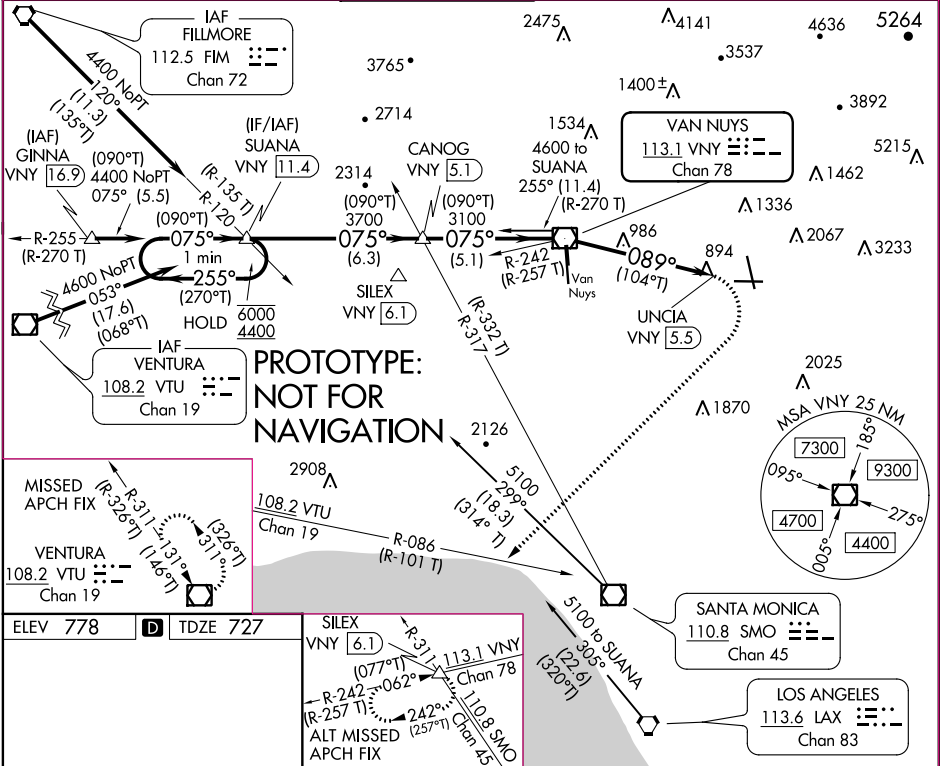 IAF
FILLMORE
112.5 FIM
Chan 72
4400 NoPT
120°
(11.3)
(135°T)
2475
4141
4636
5264
3537
3765
1400±
3892
2714
(IAF)
GINNA
VNY 16.9
(090°T)
4400 NoPT
075° (5.5)
(IF/IAF)
SUANA
VNY 11.4
(R-135 T)
R-120
2314
CANOG
VNY 5.1
1534
4600 to
SUANA
255° (11.4)
(R-270 T)
VAN NUYS
113.1 VNY
Chan 78
5215
1462
1336
R-255
(R-270 T)
(090°T)
075°
1 min
255°
(270°T)
HOLD
6000
4400
(090°T)
3700
075°
(6.3)
(090°T)
3100
075°
(5.1)
SILEX
VNY 6.1
R-242
(R-257 T)
Van
Nuys
986
089°
(104°T)
894
2067
3233
UNCIA
VNY 5.5
4600 NoPT
053°
(17.6)
(068°T)
IAF
VENTURA
108.2 VTU
Chan 19
(R-332 T)
R-317
PROTOTYPE:
NOT FOR
NAVIGATION
2025
1870
2126
2908
MSA VNY 25 NM
7300
185°
095°
9300
4700
275°
005°
4400
5100
299°
(18.3)
(314° T)
108.2 VTU
Chan 19
R-086
(R-101 T)
MISSED
APCH FIX
R-311
(R-326°T)
131°
(146°T)
(326°T)
311°
VENTURA
108.2 VTU
Chan 19
SANTA MONICA
110.8 SMO
Chan 45
5100 to SUANA
305°
(22.6)
(320°T)
LOS ANGELES
113.6 LAX
Chan 83
ELEV 778
D
TDZE 727
SILEX
VNY 6.1
R-311
113.1 VNY
Chan 78
(077°T)
062°
R-242
(R-257 T)
242°
(257°T)
110.8 SMO
Chan 45
ALT MISSED
APCH FIX